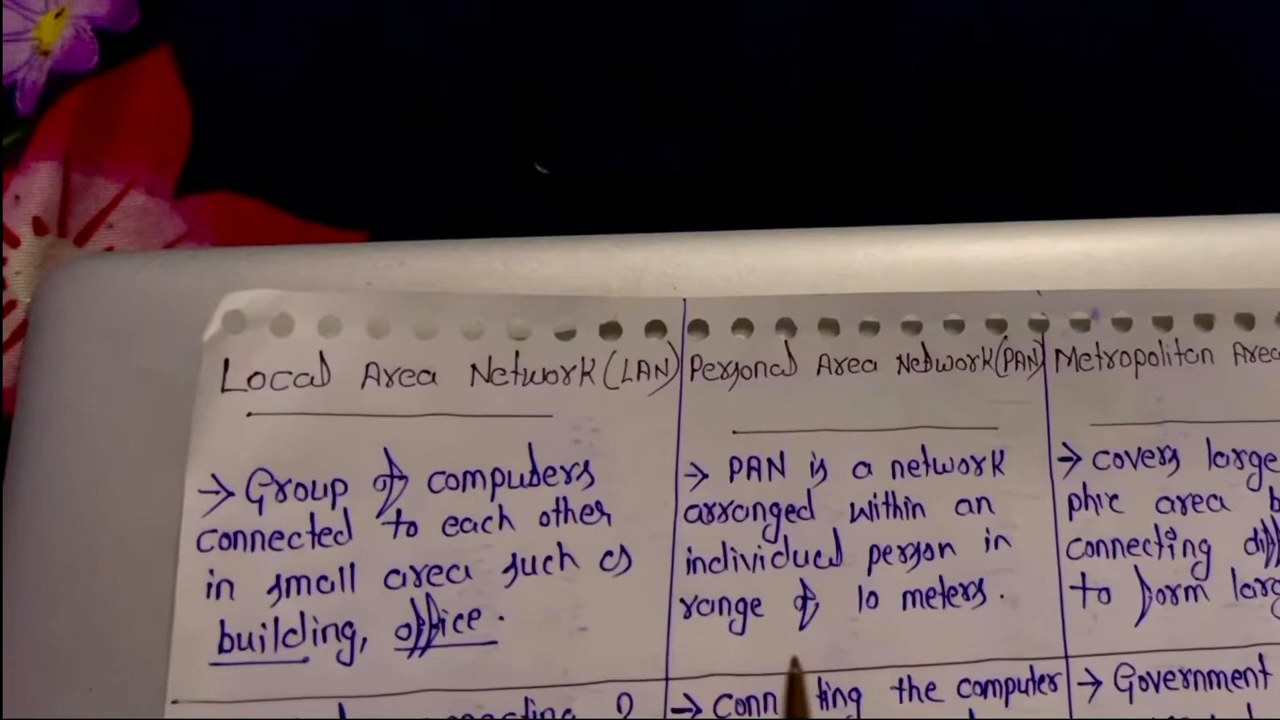 Local Area Network (LAN)
→ Group of computers
connected to each other
in small area such as
building, office.
Personal Area Network (PAN)
→ PAN is a network
arranged within an
individual person in
range of 10 meters.
→ the computer
Metropolitan Area
→ covers large
phic area
connecting
to form
→ Government